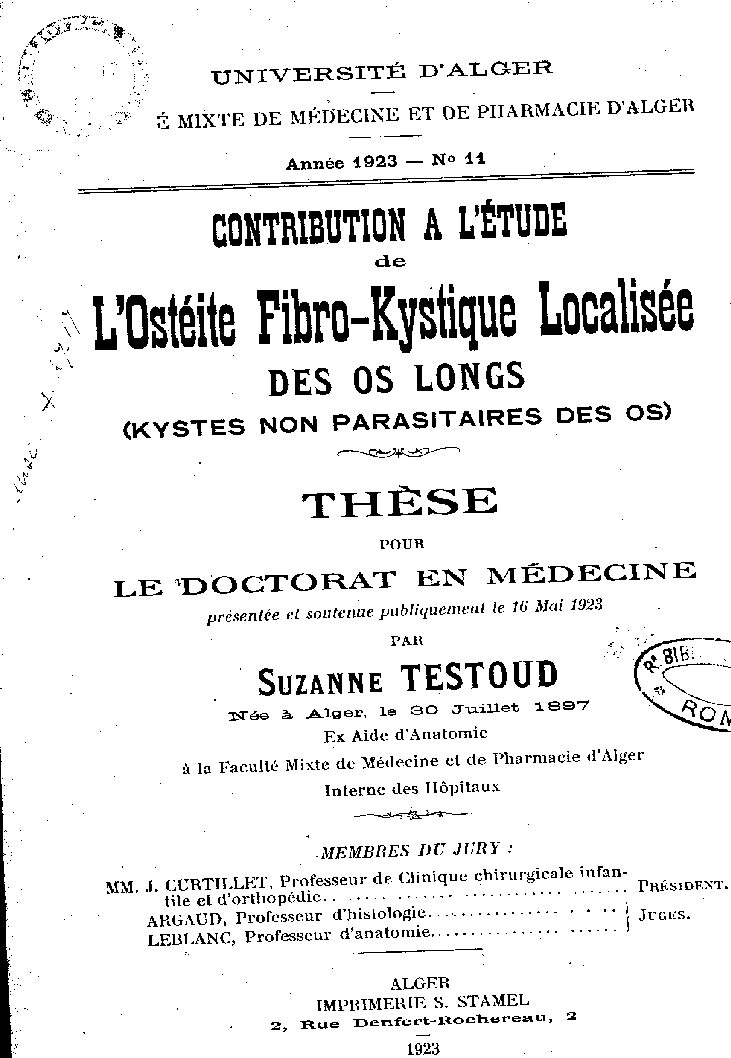 UNIVERSITÉ D'ALGER
É MIXTE DE MÉDECINE ET DE PHARMACIE D'ALGER
Année 1923 — No 11
CONTRIBUTION A L'ÉTUDE
de
L'Ostéite Fibro-Kystique Localisée
DES OS LONGS
(KYSTES NON PARASITAIRES DES OS)
THÈSE
POUR
LE DOCTORAT EN MÉDECINE
présentée et soutenue publiquement le 16 Mai 1923
PAR
SUZANNE TESTOUD
Née à Alger, le 30 Juillet 1897
Ex Aide d'Anatomie
à la Faculté Mixte de Médecine et de Pharmacie d'Alger
Interne des Hôpitaux
Rª BIBL
ROM
MEMBRES DU JURY :
MM. J. CURTILLET, Professeur de Clinique chirurgicale infan-
tile et d'orthopédie........ PRÉSIDENT.
ARGAUD, Professeur d'histologie........
LEBLANC, Professeur d'anatomie........ JUGES.
ALGER
IMPRIMERIE S. STAMEL
2, Rue Denfert-Rochereau, 2
1923